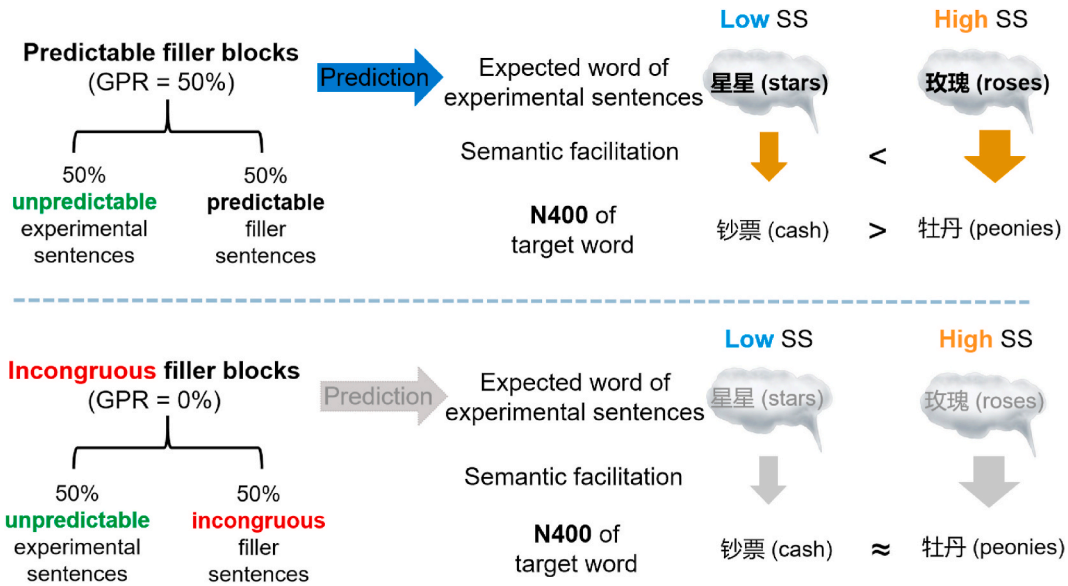 Low SS
High SS
Predictable filler blocks
(GPR = 50%)
Prediction
Expected word of
experimental sentences
星星 (stars)
玫瑰 (roses)
Semantic facilitation
<
50%
unpredictable
experimental
sentences
50%
predictable
filler
sentences
N400 of
target word
钞票 (cash)
>
牡丹 (peonies)
Low SS
High SS
Incongruous filler blocks
(GPR = 0%)
Prediction
Expected word of
experimental sentences
星星 (stars)
玫瑰 (roses)
Semantic facilitation
50%
unpredictable
experimental
sentences
50%
incongruous
filler
sentences
N400 of
target word
钞票 (cash)
≈
牡丹 (peonies)